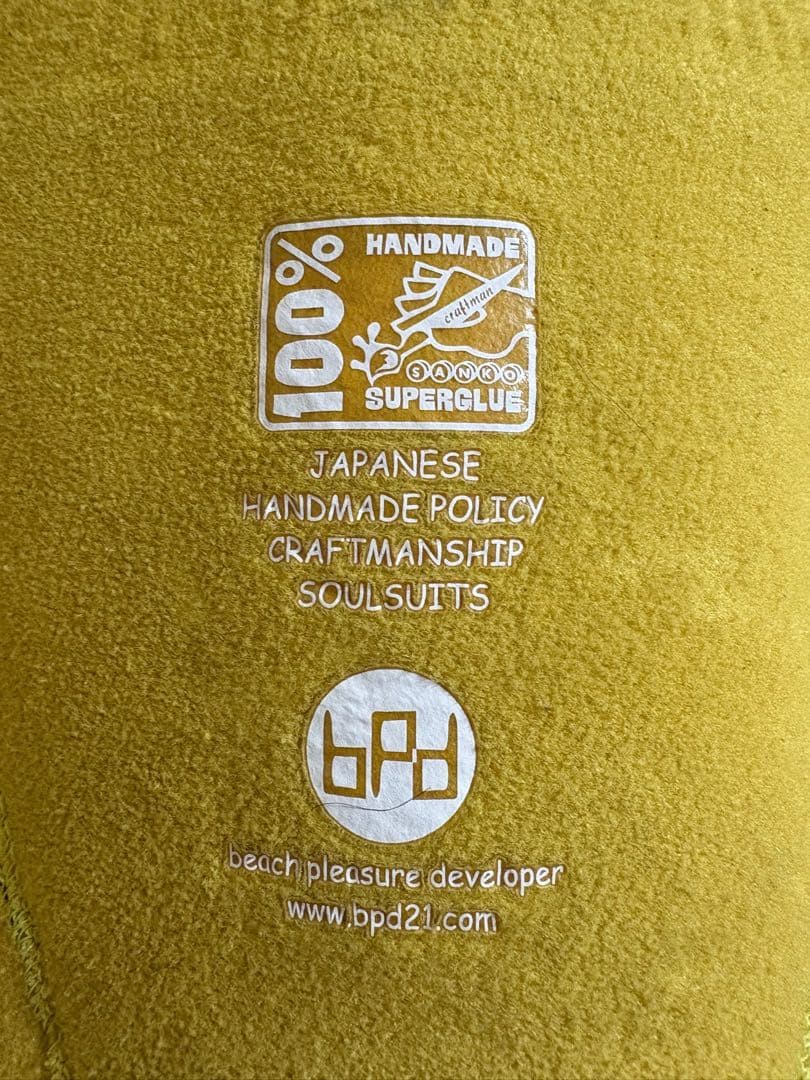 100%
HANDMADE
craftman
SANKO
SUPERGLUE
JAPANESE
HANDMADE POLICY
CRAFTMANSHIP
SOULSUITS
bpd
beach pleasure developer
www.bpd21.com